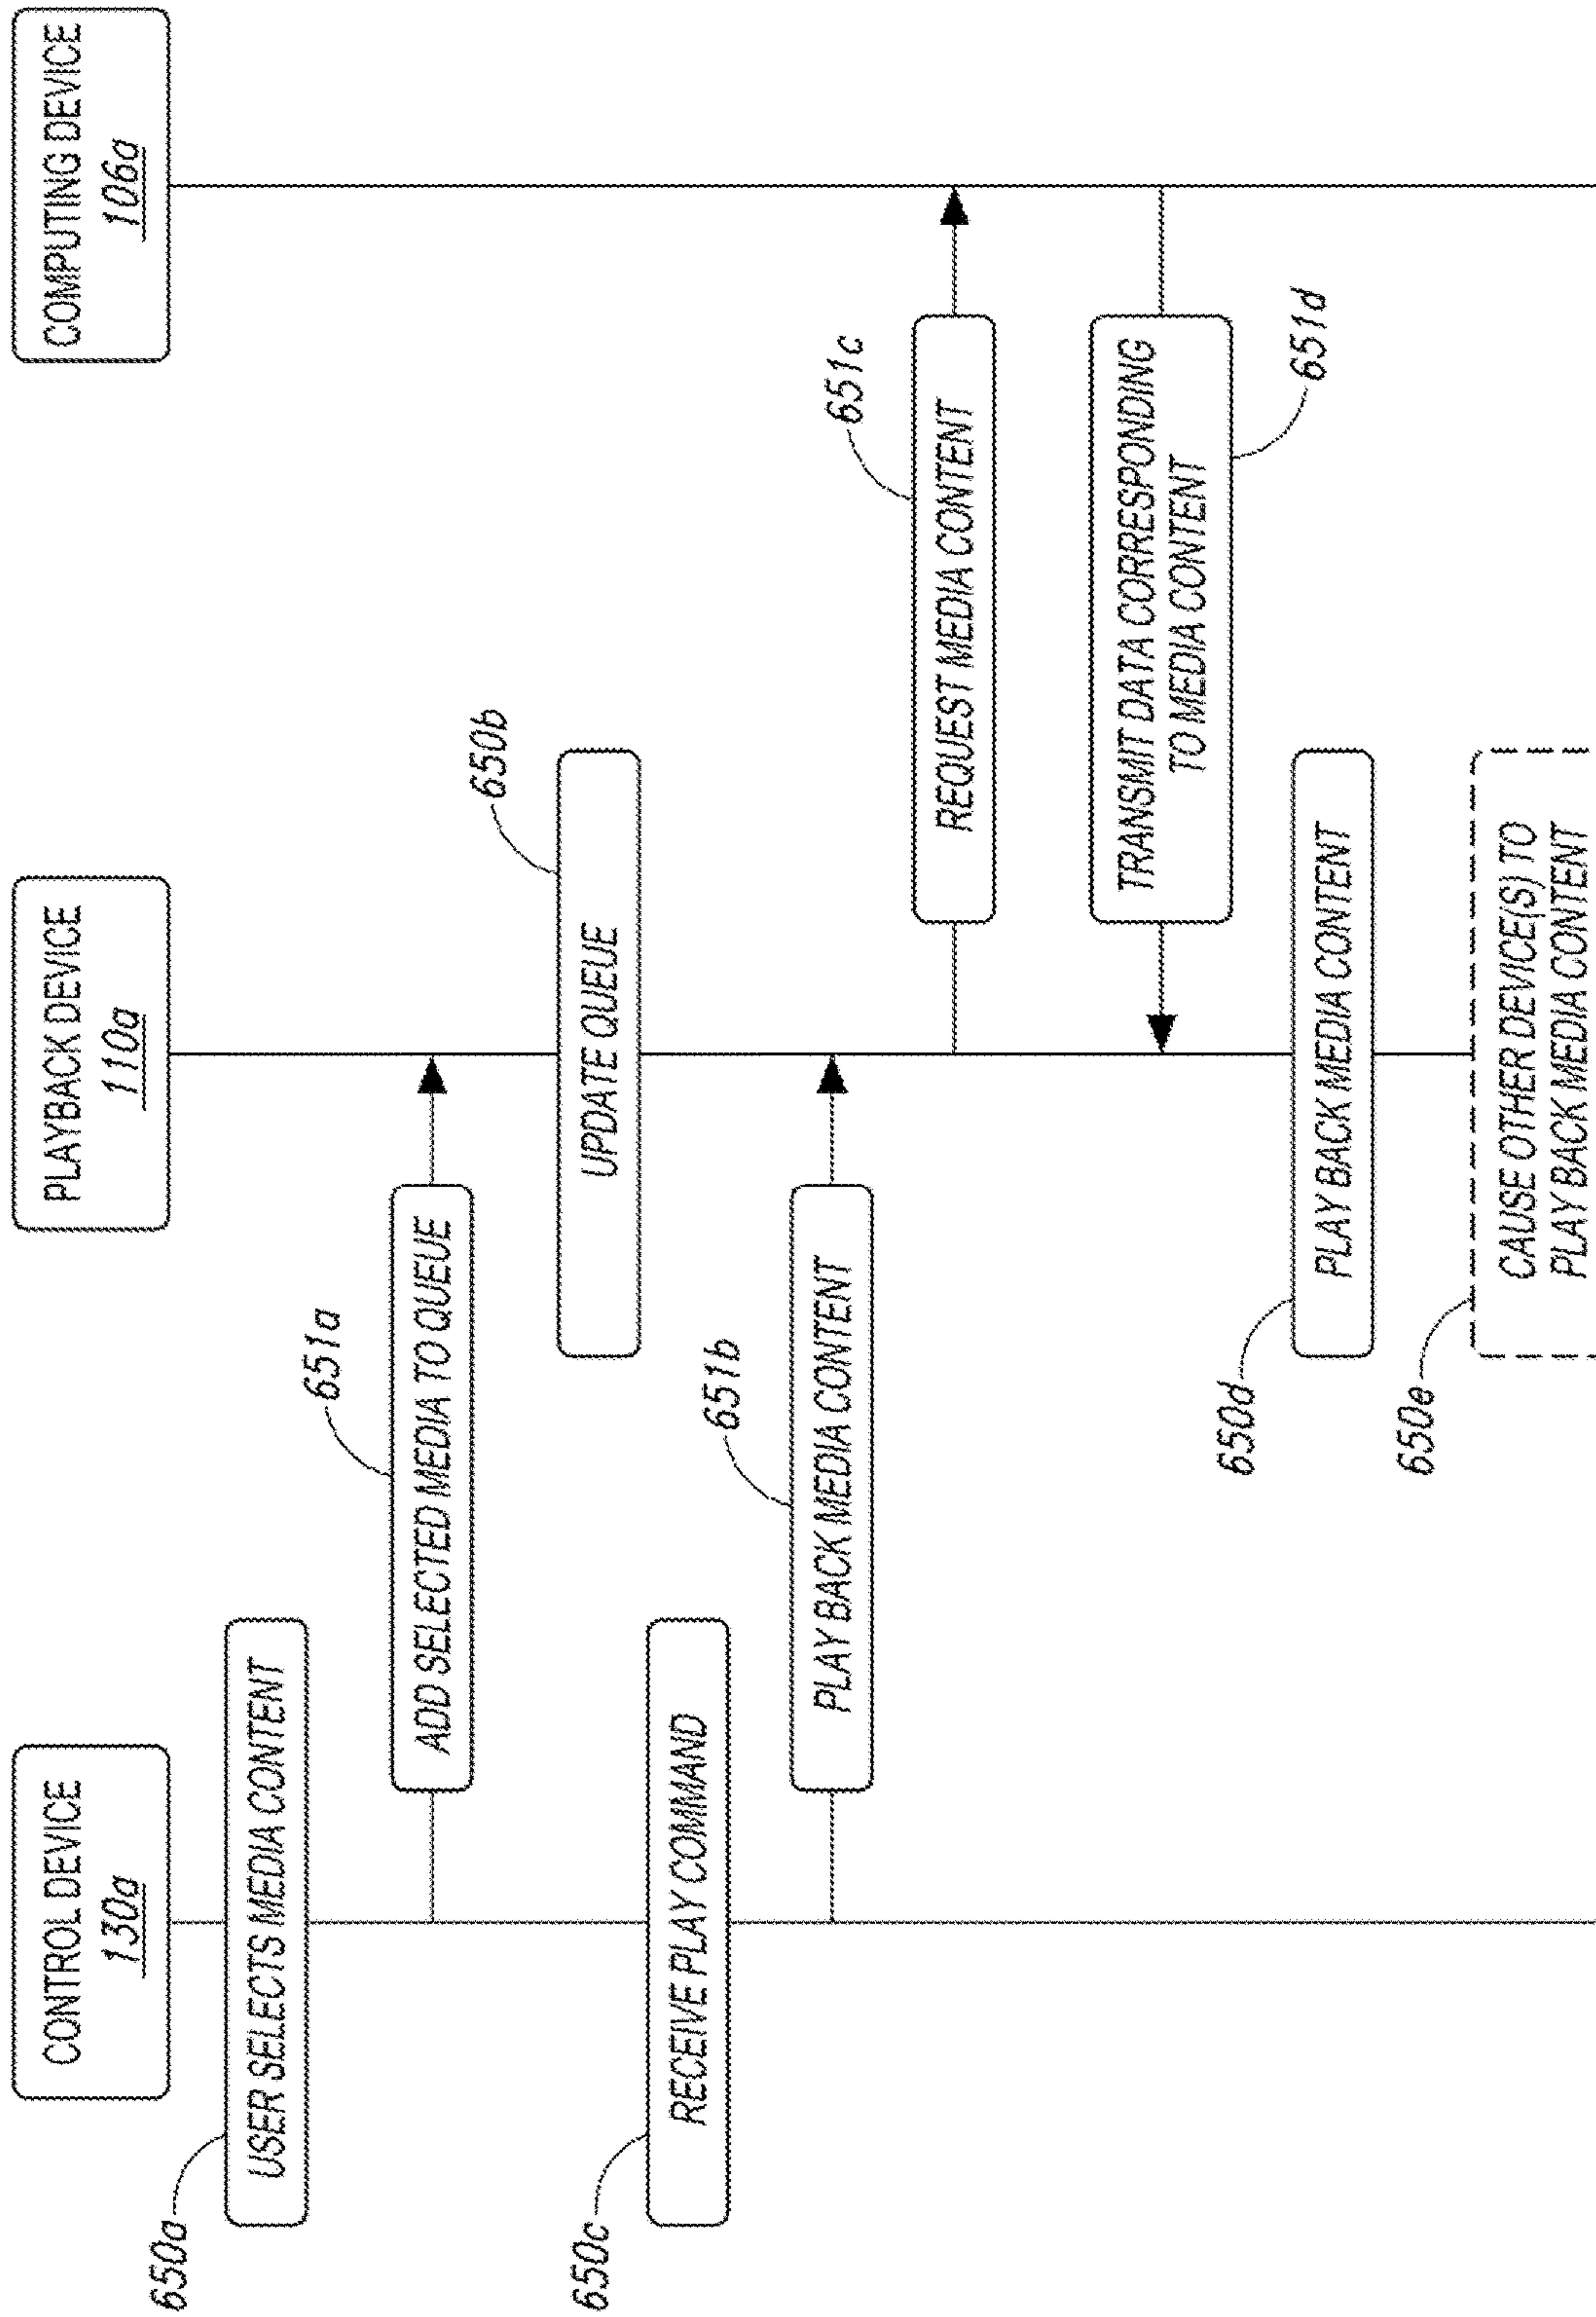 CONTROL DEVICE
130a
PLAYBACK DEVICE
110a
COMPUTING DEVICE
106a
650a
USER SELECTS MEDIA CONTENT
651a
ADD SELECTED MEDIA TO QUEUE
650b
UPDATE QUEUE
650c
RECEIVE PLAY COMMAND
651b
PLAY BACK MEDIA CONTENT
651c
REQUEST MEDIA CONTENT
TRANSMIT DATA CORRESPONDING
TO MEDIA CONTENT
651d
650d
PLAY BACK MEDIA CONTENT
650e
CAUSE OTHER DEVICE(S) TO
PLAY BACK MEDIA CONTENT